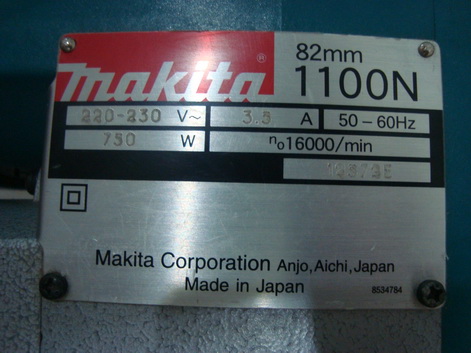 makita®
82mm
1100N
220-230 V~ 3.5 A 50-60Hz
750 W n₀16000/min
Makita Corporation Anjo, Aichi, Japan
Made in Japan
8534784